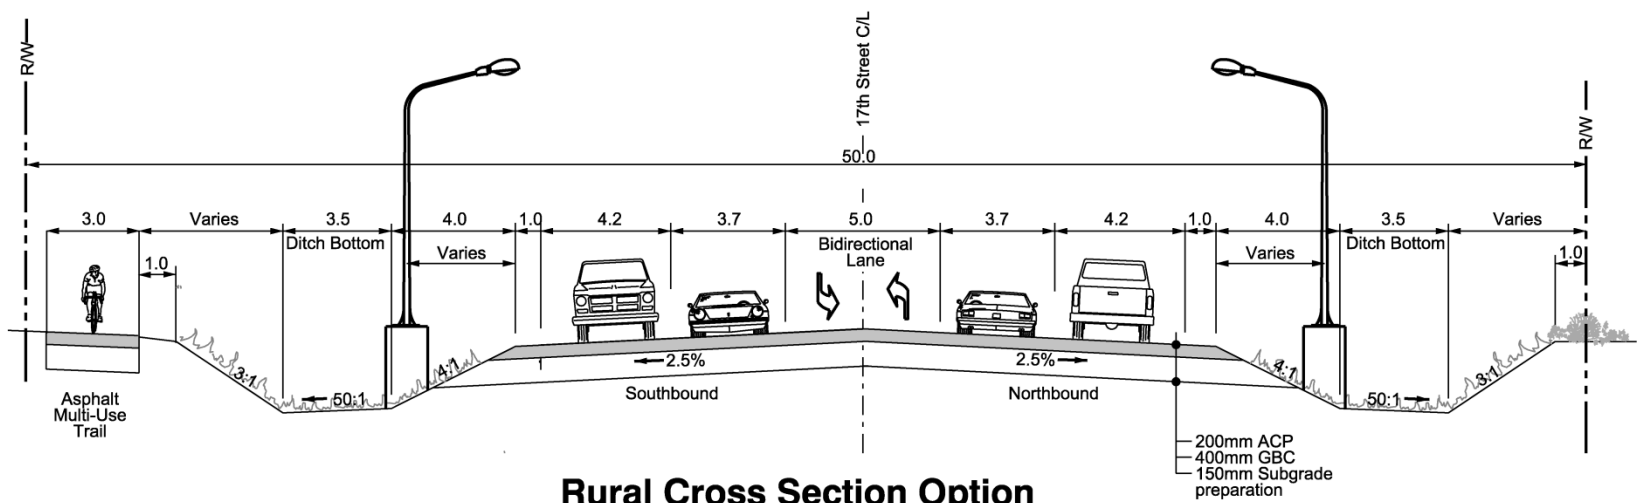 R/W
17th Street C/L
R/W
50.0
3.0 Varies 3.5 4.0 1.0 4.2 3.7 5.0 3.7 4.2 1.0 4.0 3.5 Varies
Ditch Bottom
Bidirectional
Lane
Ditch Bottom
Varies
Varies
1.0
1.0
3:1
50:1
4:1
2.5%
2.5%
4:1
50:1
3:1
Southbound
Northbound
Asphalt
Multi-Use
Trail
200mm ACP
400mm GBC
150mm Subgrade
preparation
Rural Cross Section Option